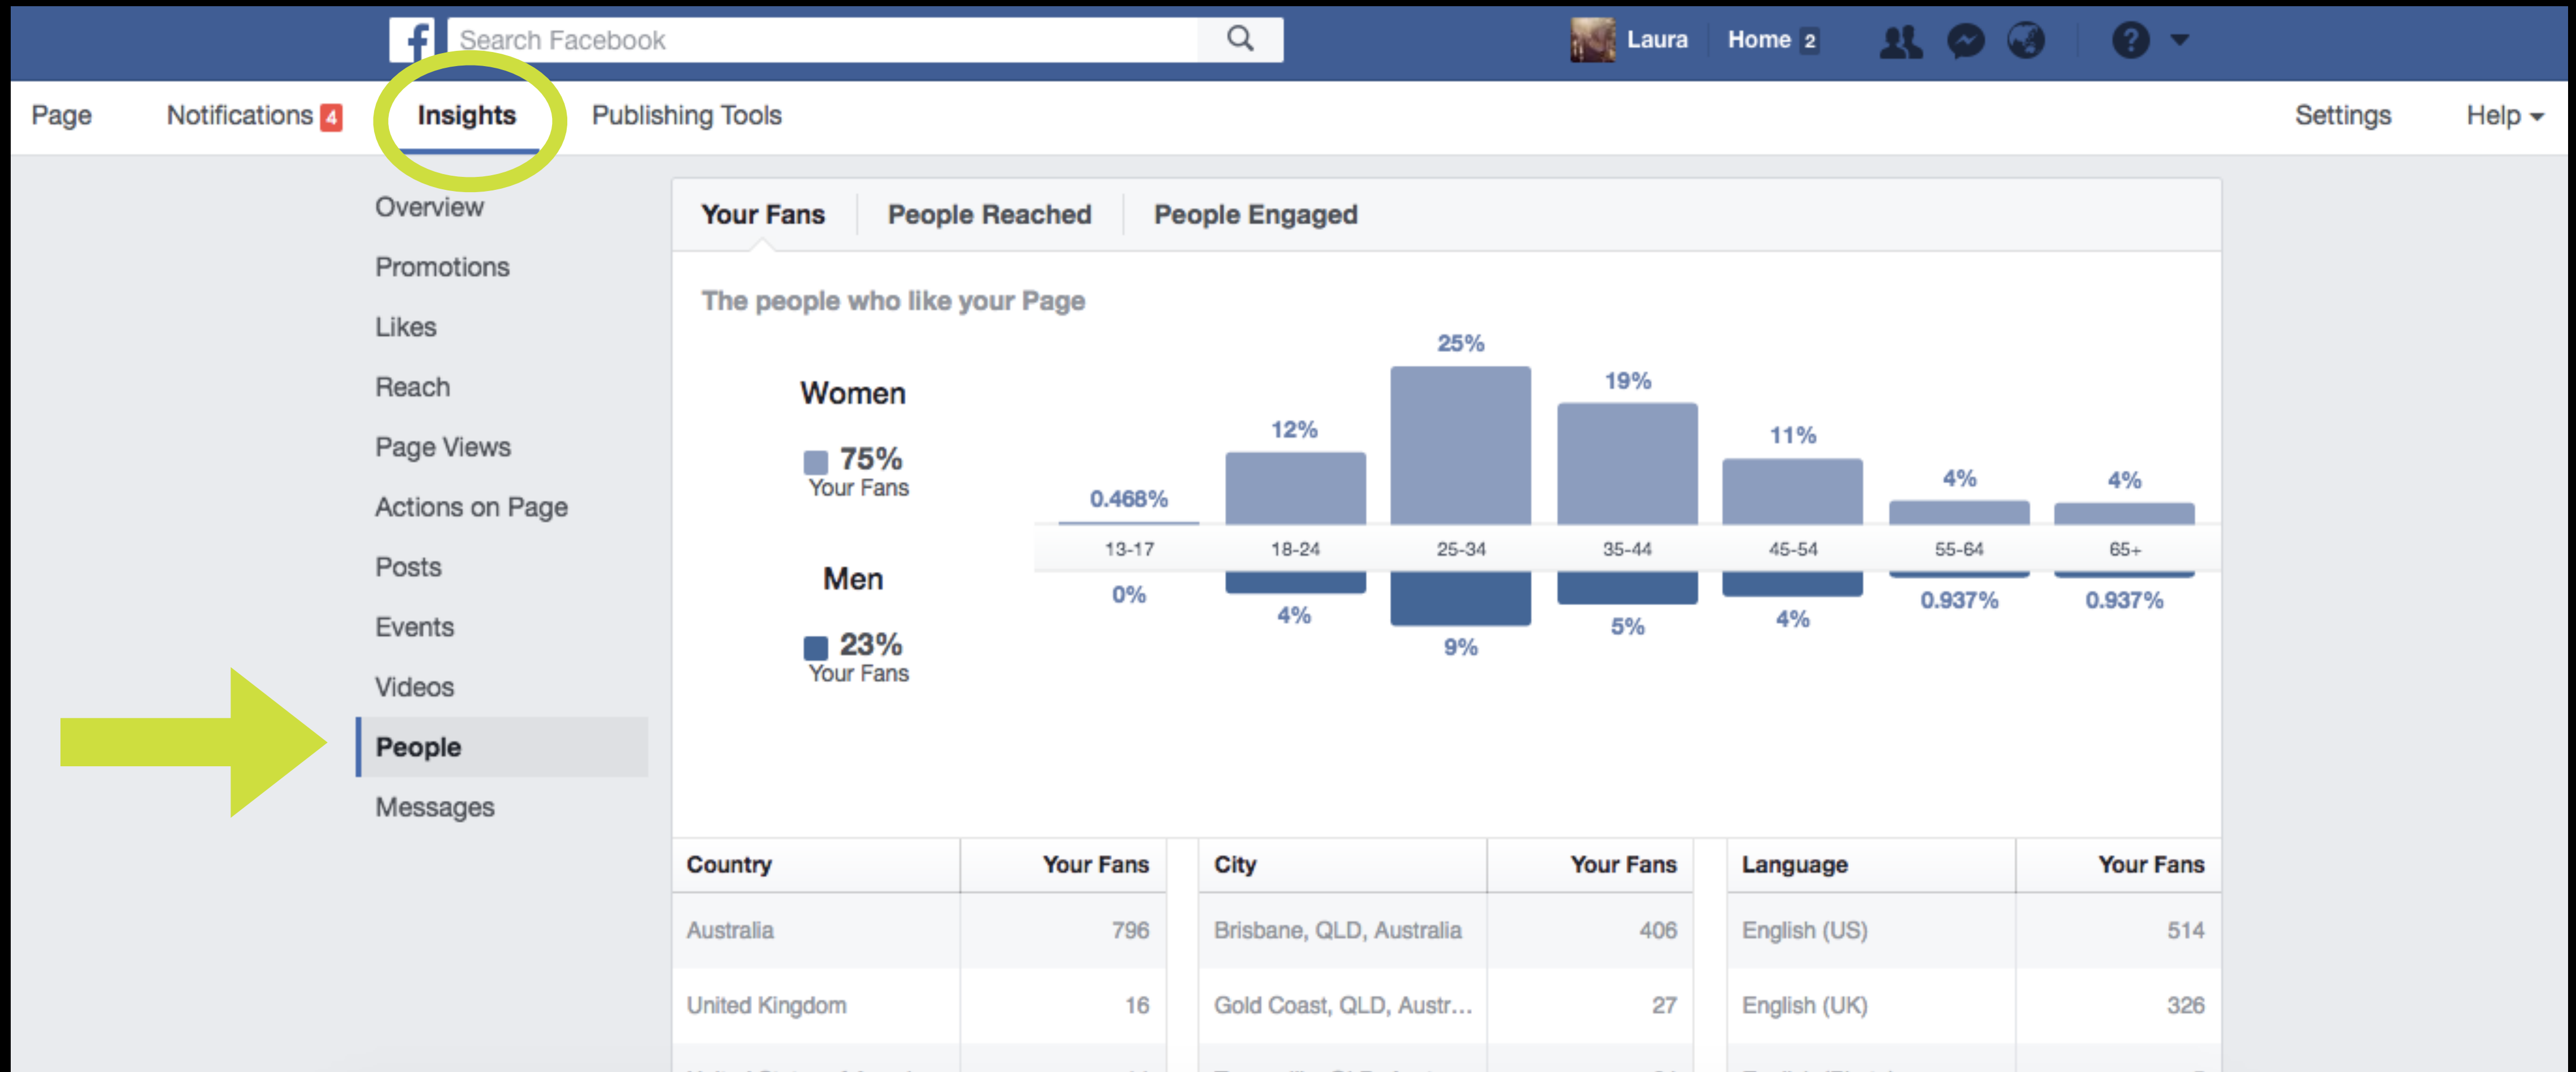 f Search Facebook Laura Home 2 ?
Page Notifications 4 Insights Publishing Tools Settings Help
Overview
Promotions
Likes
Reach
Page Views
Actions on Page
Posts
Events
Videos
People
Messages
Your Fans People Reached People Engaged
The people who like your Page
Women
75%
Your Fans
Men
23%
Your Fans
0.468% 12% 25% 19% 11% 4% 4%
13-17 18-24 25-34 35-44 45-54 55-64 65+
0% 4% 9% 5% 4% 0.937% 0.937%
Country Your Fans City Your Fans Language Your Fans
Australia 796 Brisbane, QLD, Australia 406 English (US) 514
United Kingdom 16 Gold Coast, QLD, Austr... 27 English (UK) 326